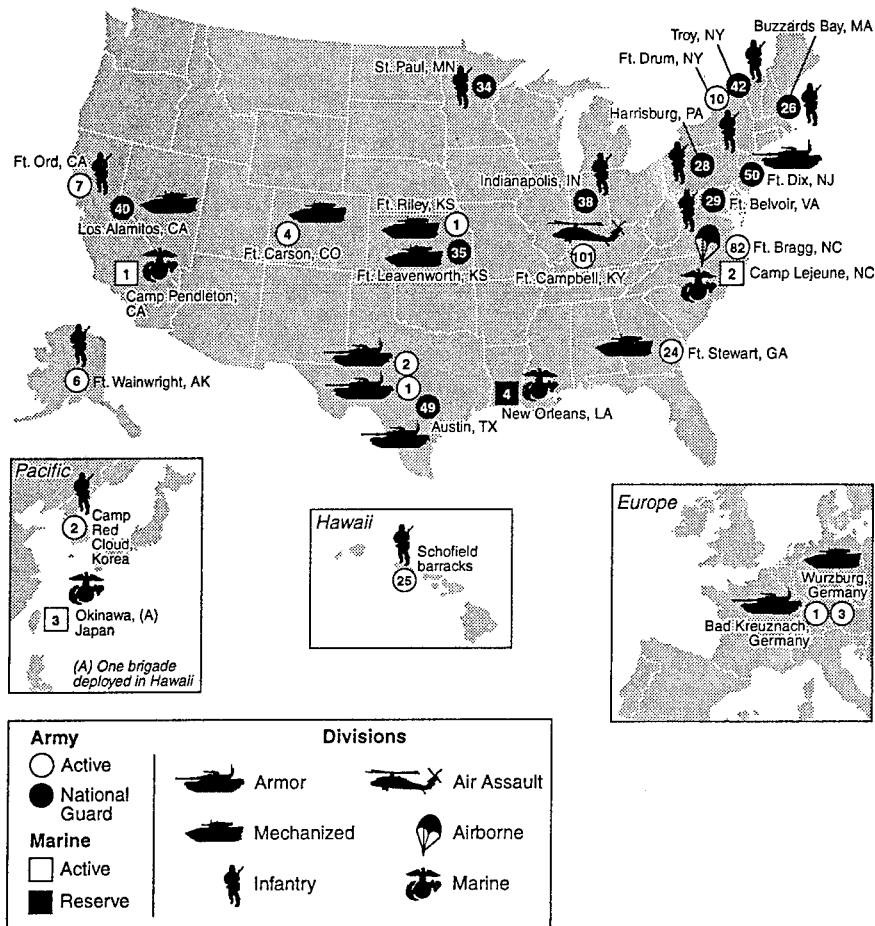 Buzzards Bay, MA
Troy, NY
Ft. Drum, NY
St. Paul, MN
34
10
42
26
Harrisburg, PA
28
Ft. Ord, CA
7
40
Los Alamitos, CA
Indianapolis, IN
38
50
Ft. Dix, NJ
29
Ft. Belvoir, VA
4
Ft. Carson, CO
Ft. Riley, KS
1
35
Ft. Leavenworth, KS
101
Ft. Campbell, KY
82
Ft. Bragg, NC
1
Camp Pendleton,
CA
2
Camp Lejeune, NC
24
Ft. Stewart, GA
6
Ft. Wainwright, AK
2
1
49
Austin, TX
4
New Orleans, LA
Pacific
2
Camp
Red
Cloud,
Korea
3
Okinawa, (A)
Japan
(A) One brigade
deployed in Hawaii
Hawaii
Schofield
barracks
25
Europe
Wurzburg,
Germany
1
3
Bad Kreuznach,
Germany
Army
Active
National
Guard
Marine
Active
Reserve
Divisions
Armor
Air Assault
Mechanized
Airborne
Infantry
Marine